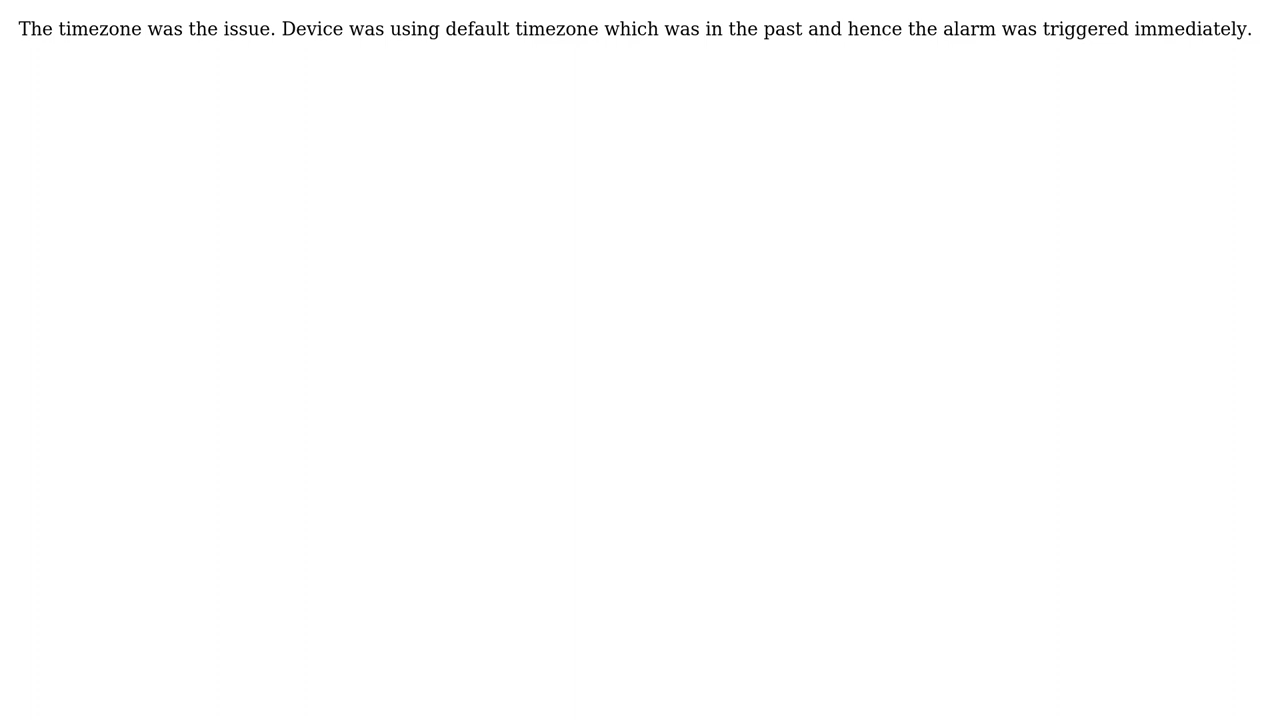 The timezone was the issue. Device was using default timezone which was in the past and hence the alarm was triggered immediately.